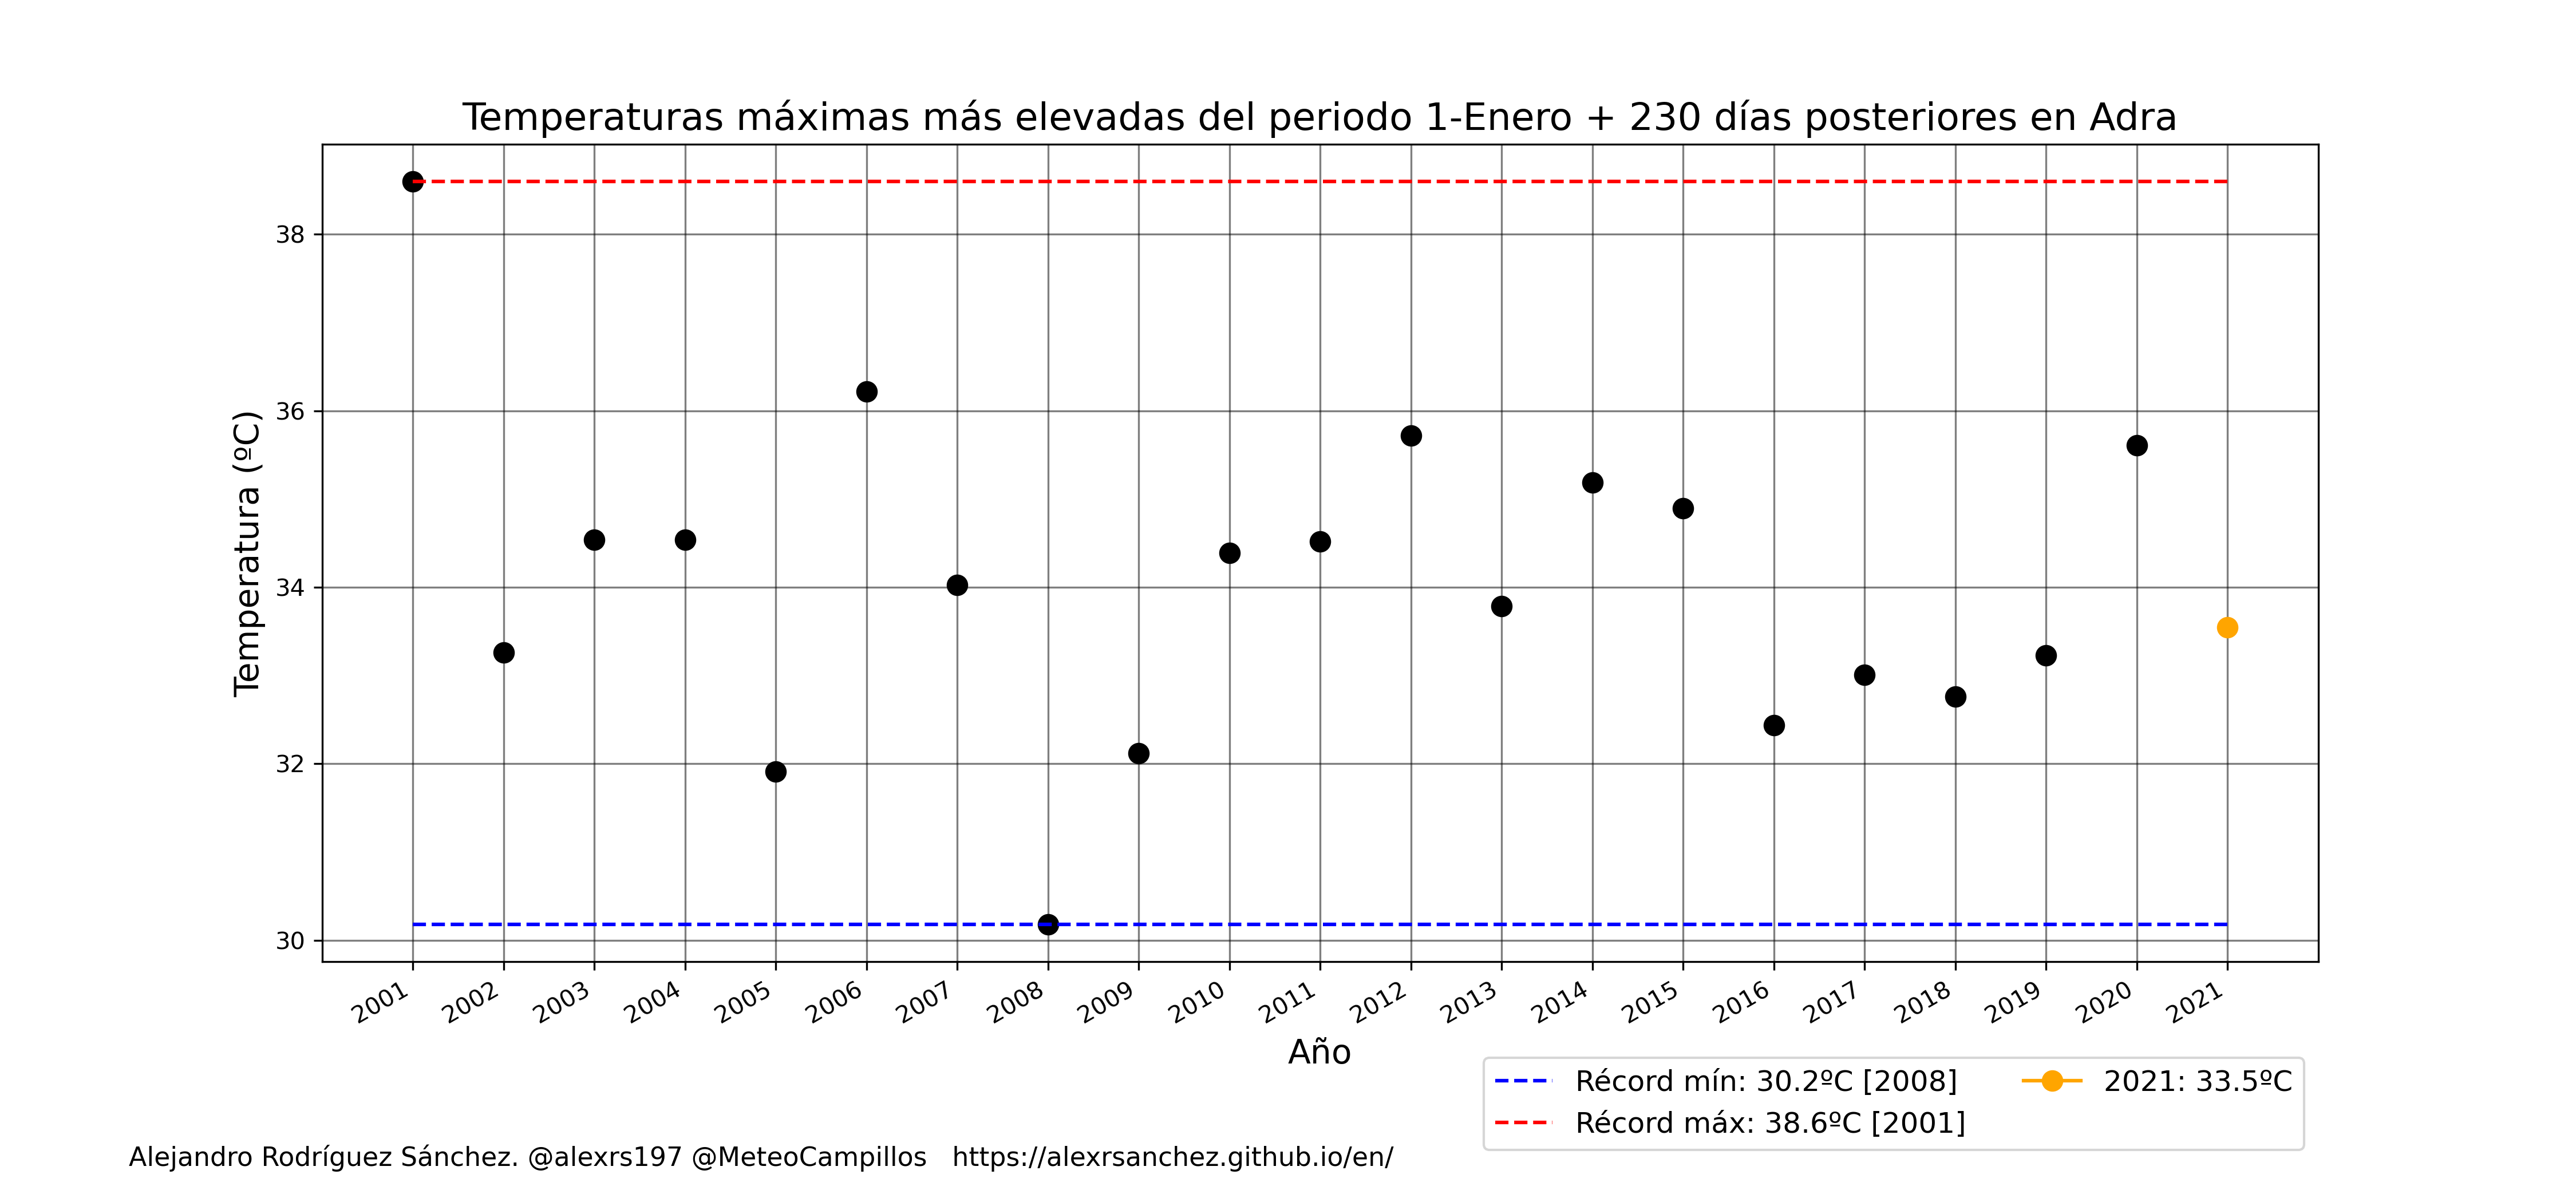 Temperaturas máximas más elevadas del periodo 1-Enero + 230 días posteriores en Adra
Temperatura (ºC)
38
36
34
32
30
2001 2002 2003 2004 2005 2006 2007 2008 2009 2010 2011 2012 2013 2014 2015 2016 2017 2018 2019 2020 2021
Año
Récord mín: 30.2ºC [2008]
Récord máx: 38.6ºC [2001]
2021: 33.5ºC
Alejandro Rodríguez Sánchez. @alexrs197 @MeteoCampillos https://alexrsanchez.github.io/en/